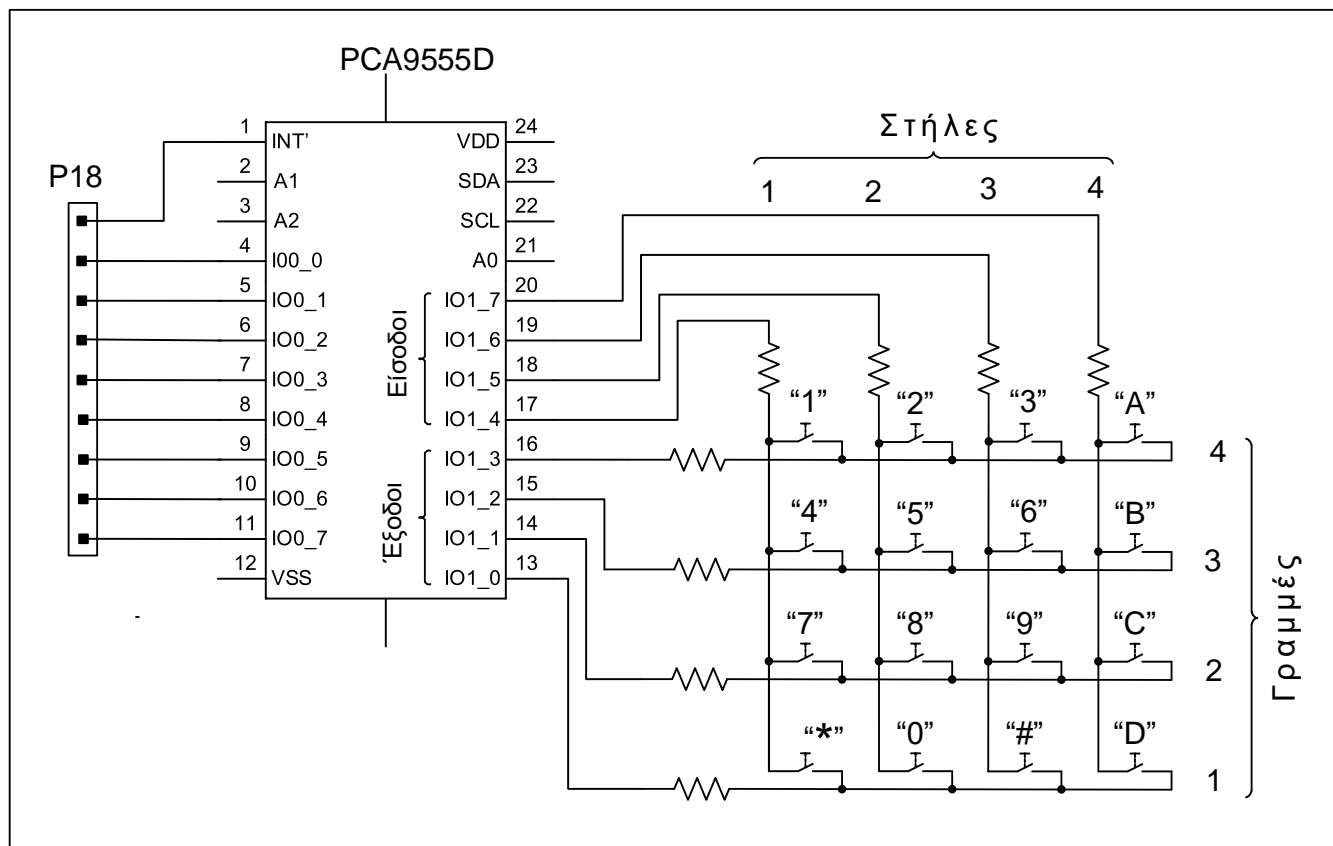 PCA9555D
P18
1 INT'
2 A1
3 A2
4 I00_0
5 IO0_1
6 IO0_2
7 IO0_3
8 IO0_4
9 IO0_5
10 IO0_6
11 IO0_7
12 VSS
VDD 24
SDA 23
SCL 22
A0 21
IO1_7 20
IO1_6 19
IO1_5 18
IO1_4 17
IO1_3 16
IO1_2 15
IO1_1 14
IO1_0 13
Είσοδοι
Έξοδοι
Στήλες
1 2 3 4
“1” “2” “3” “A”
4
“4” “5” “6” “B”
3
“7” “8” “9” “C”
2
“*” “0” “#” “D”
1
Γραμμές